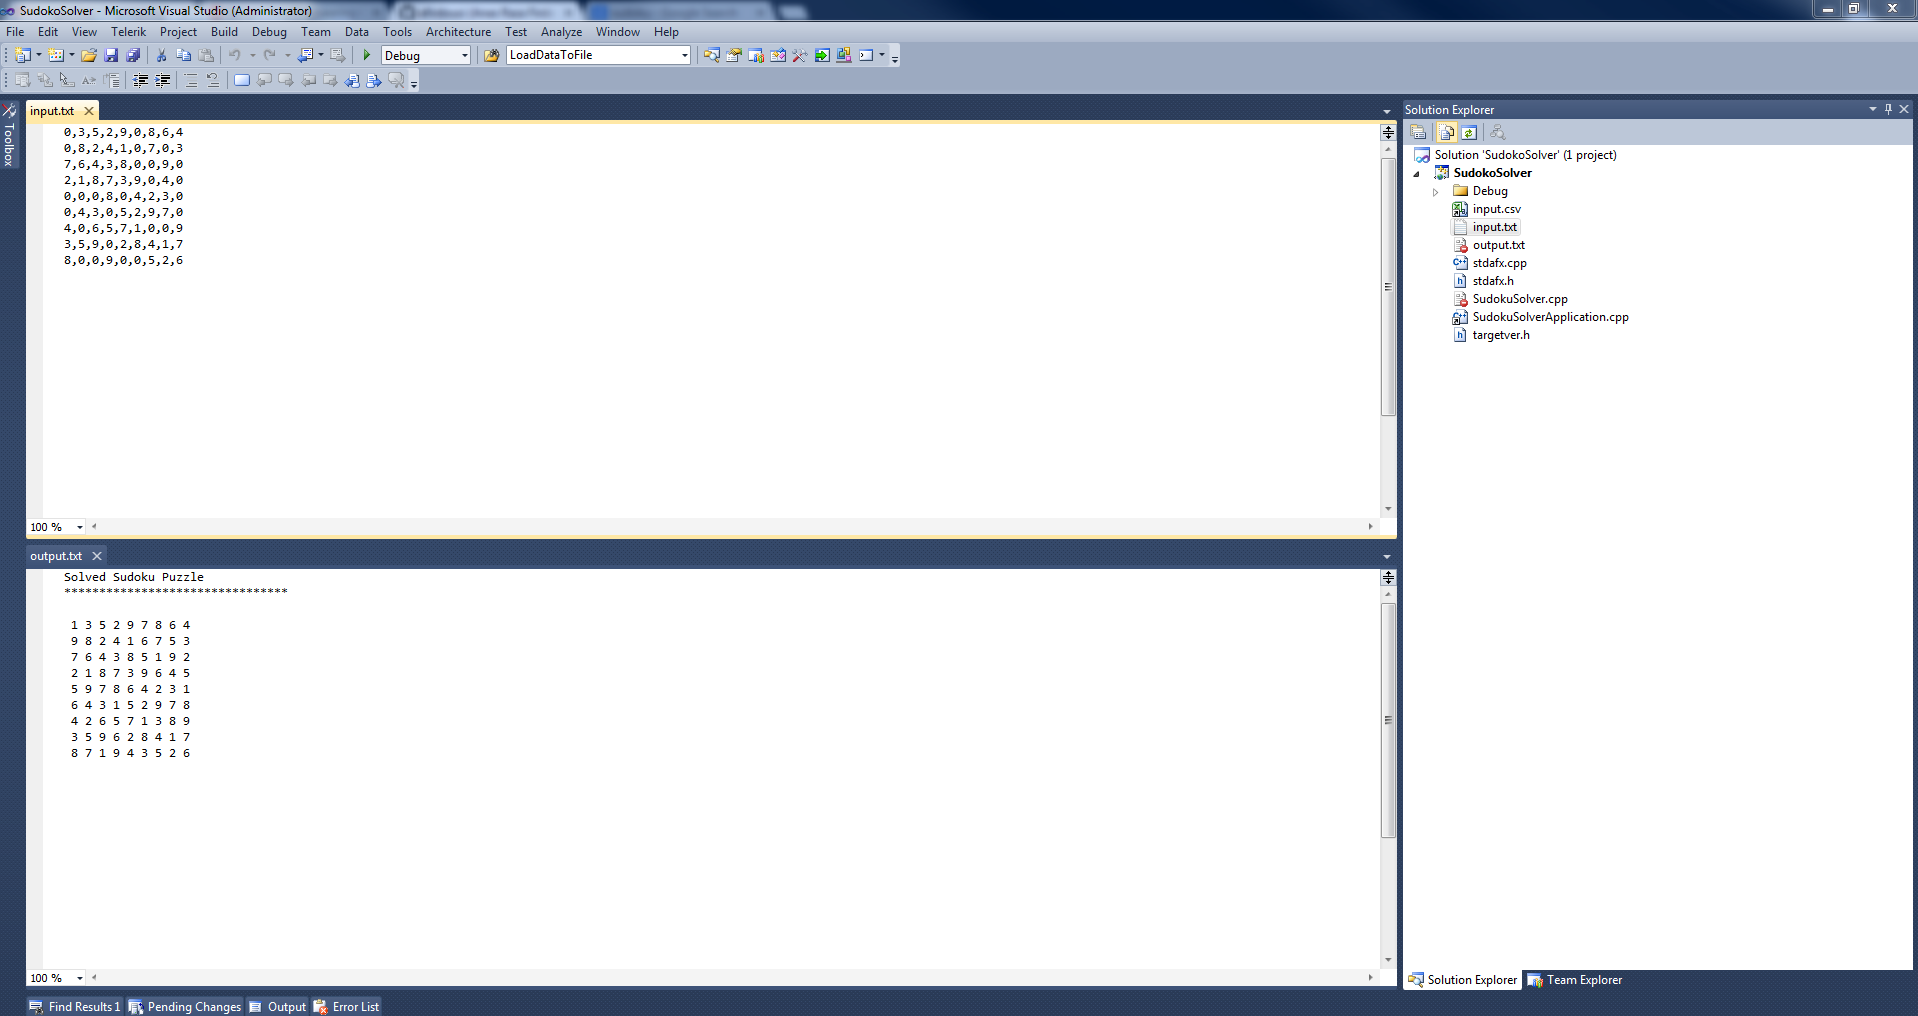 SudokoSolver - Microsoft Visual Studio (Administrator)
File Edit View Telerik Project Build Debug Team Data Tools Architecture Test Analyze Window Help
Debug LoadDataToFile
Toolbox
input.txt
0,3,5,2,9,0,8,6,4
0,8,2,4,1,0,7,0,3
7,6,4,3,8,0,0,9,0
2,1,8,7,3,9,0,4,0
0,0,0,8,0,4,2,3,0
0,4,3,0,5,2,9,7,0
4,0,6,5,7,1,0,0,9
3,5,9,0,2,8,4,1,7
8,0,0,9,0,0,5,2,6
100 %
output.txt
Solved Sudoku Puzzle
********************************
1 3 5 2 9 7 8 6 4
9 8 2 4 1 6 7 5 3
7 6 4 3 8 5 1 9 2
2 1 8 7 3 9 6 4 5
5 9 7 8 6 4 2 3 1
6 4 3 1 5 2 9 7 8
4 2 6 5 7 1 3 8 9
3 5 9 6 2 8 4 1 7
8 7 1 9 4 3 5 2 6
100 %
Find Results 1 Pending Changes Output Error List
Solution Explorer
Solution 'SudokoSolver' (1 project)
SudokoSolver
Debug
input.csv
input.txt
output.txt
stdafx.cpp
stdafx.h
SudokuSolver.cpp
SudokuSolverApplication.cpp
targetver.h
Solution Explorer Team Explorer